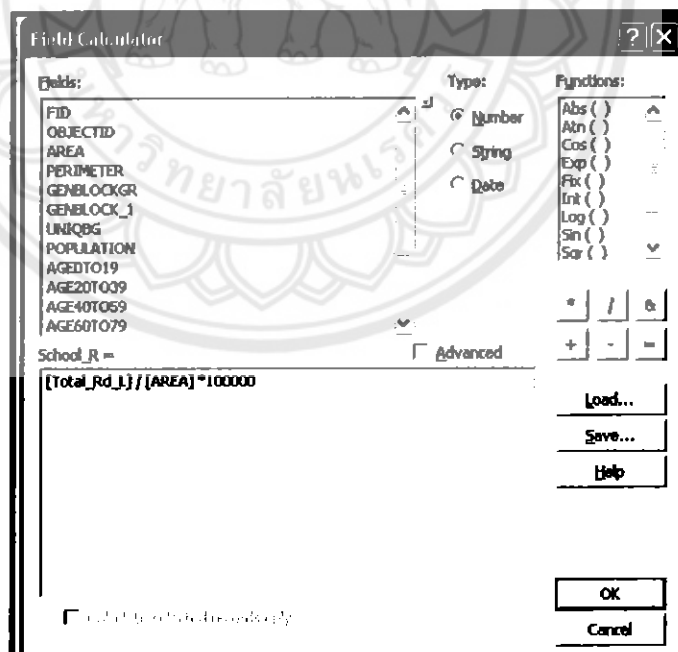 Field Calculator
?
X
Fields:
FID
OBJECTID
AREA
PERIMETER
GENBLOCKGR
GENBLOCK_1
UNIQBG
POPULATION
AGE0TO19
AGE20TO39
AGE40TO59
AGE60TO79
Type:
Number
String
Date
Functions:
Abs ( )
Atn ( )
Cos ( )
Exp ( )
Fix ( )
Int ( )
Log ( )
Sin ( )
Sqr ( )
* / &
+ - =
School_R =
Advanced
[Total_Rd_L] / [AREA] *100000
Load...
Save...
Help
OK
Cancel